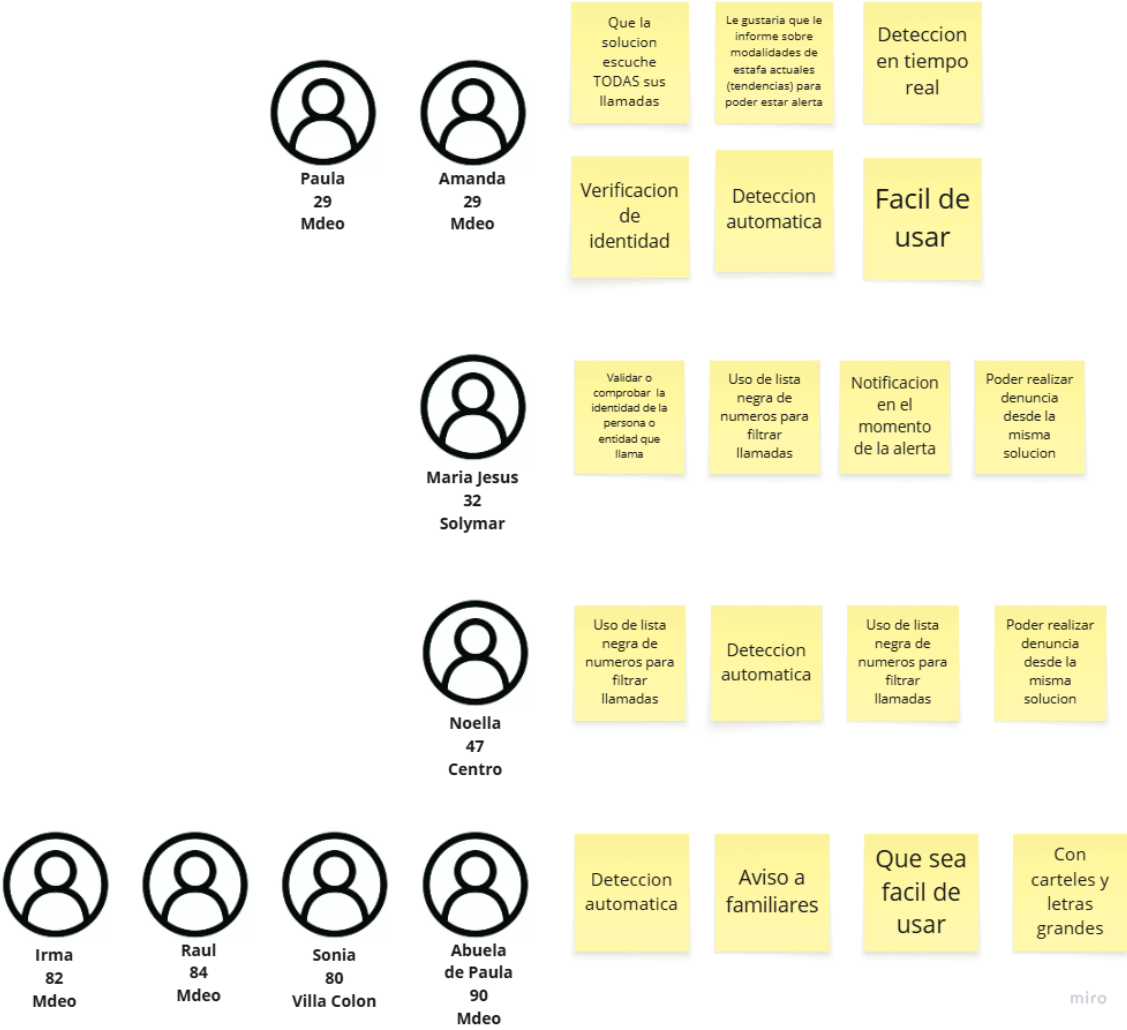 Que la
solucion
escuche
TODAS sus
llamadas
Le gustaria que le
informe sobre
modalidades de
estafa actuales
(tendencias) para
poder estar alerta
Deteccion
en tiempo
real
Paula
29
Mdeo
Amanda
29
Mdeo
Verificacion
de
identidad
Deteccion
automatica
Facil de
usar
Maria Jesus
32
Solymar
Validar o
comprobar la
identidad de la
persona o
entidad que
llama
Uso de lista
negra de
numeros para
filtrar
llamadas
Notificacion
en el
momento
de la alerta
Poder realizar
denuncia
desde la
misma
solucion
Noella
47
Centro
Uso de lista
negra de
numeros para
filtrar
llamadas
Deteccion
automatica
Uso de lista
negra de
numeros para
filtrar
llamadas
Poder realizar
denuncia
desde la
misma
solucion
Irma
82
Mdeo
Raul
84
Mdeo
Sonia
80
Villa Colon
Abuela
de Paula
90
Mdeo
Deteccion
automatica
Aviso a
familiares
Que sea
facil de
usar
Con
carteles y
letras
grandes
miro